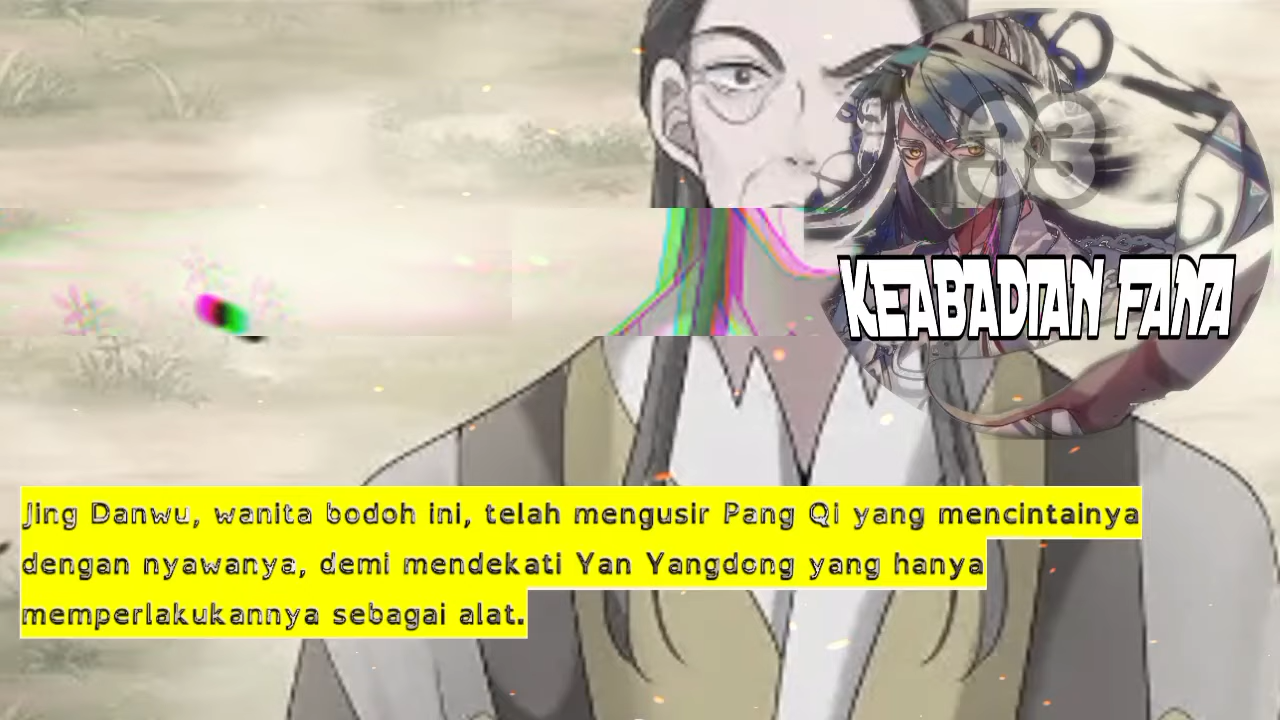 33
KEABADIAN FANA
Jing Danwu, wanita bodoh ini, telah mengusir Pang Qi yang mencintainya
dengan nyawanya, demi mendekati Yan Yangdong yang hanya
memperlakukannya sebagai alat.